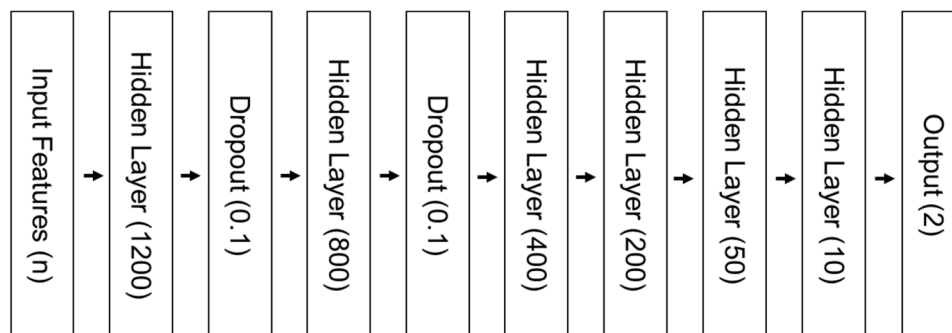 Input Features (n)
Hidden Layer (1200)
Dropout (0.1)
Hidden Layer (800)
Dropout (0.1)
Hidden Layer (400)
Hidden Layer (200)
Hidden Layer (50)
Hidden Layer (10)
Output (2)